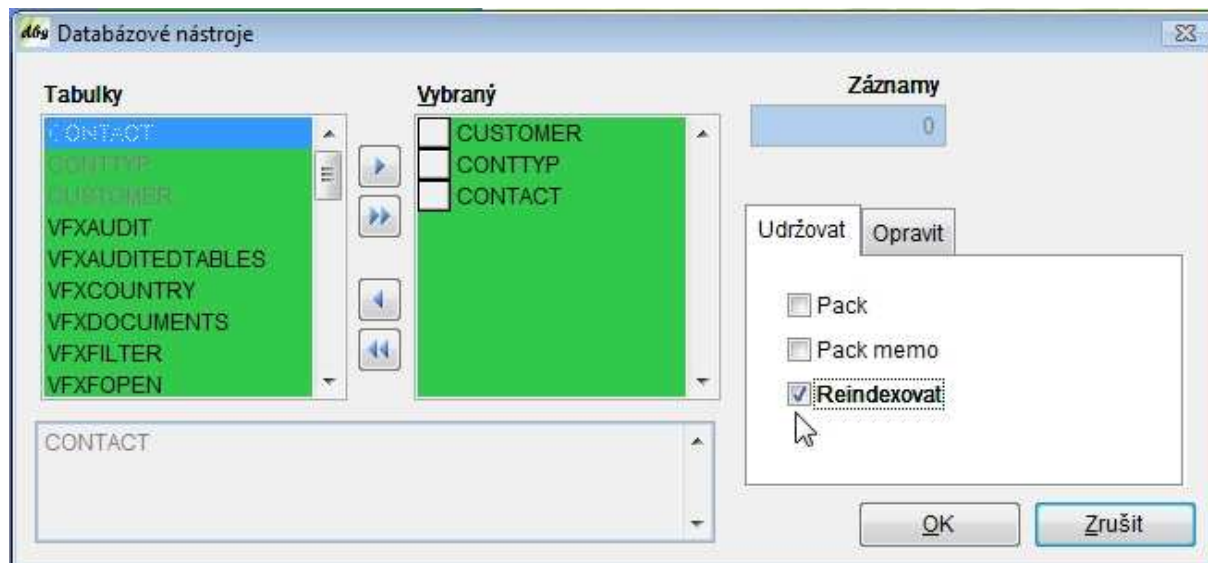 dbg Databázové nástroje
Tabulky
CONTACT
CONTTYP
CUSTOMER
VFXAUDIT
VFXAUDITEDTABLES
VFXCOUNTRY
VFXDOCUMENTS
VFXFILTER
VFXFOPEN
Vybraný
CUSTOMER
CONTTYP
CONTACT
Záznamy
0
Udržovat
Opravit
Pack
Pack memo
Reindexovat
CONTACT
OK
Zrušit